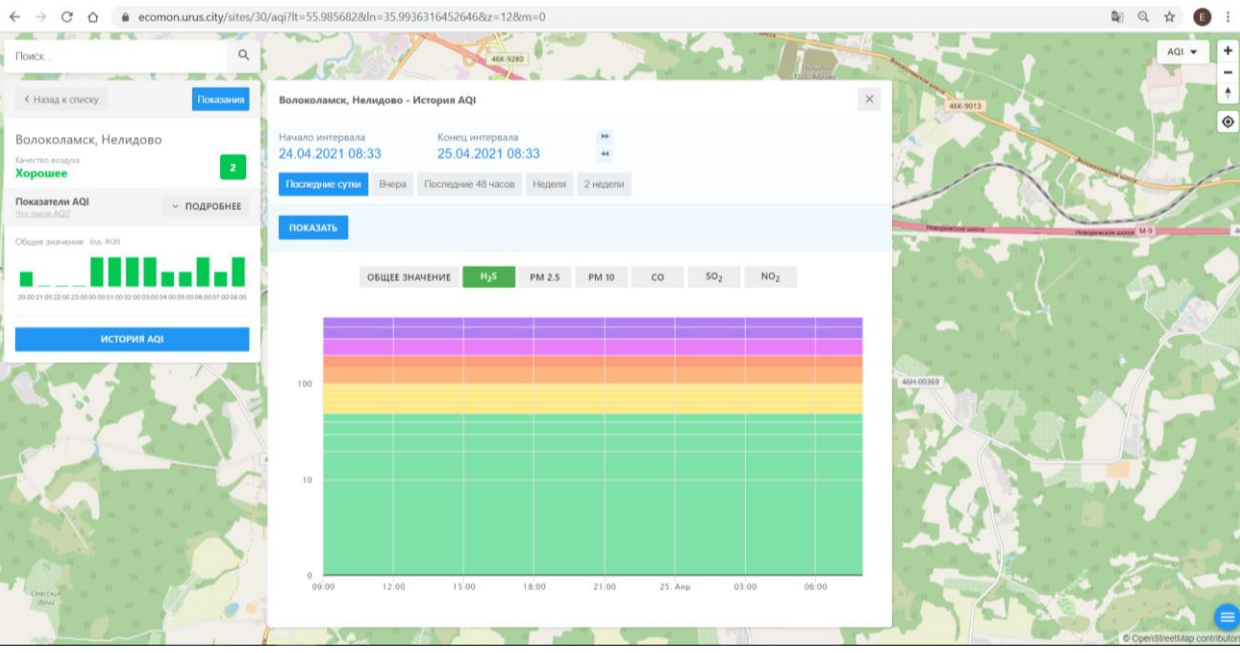 ecomon.urus.city/sites/30/aqi?lt=55.985682&ln=35.9936316452646&z=12&m=0
E
Поиск...
46К-9280
AQI
Назад к списку
Показания
Волоколамск, Нелидово - История AQI
46К-9013
Волоколамск, Нелидово
Качество воздуха
Хорошее
2
Начало интервала
Конец интервала
24.04.2021 08:33
25.04.2021 08:33
Последние сутки
Вчера
Последние 48 часов
Неделя
2 недели
Показатели AQI
Что такое AQI?
ПОДРОБНЕЕ
ПОКАЗАТЬ
Новорижское шоссе
Новорижское шоссе
М-9
Общее значение (ед. AQI)
20:00 21:00 22:00 23:00 00:00 01:00 02:00 03:00 04:00 05:00 06:00 07:00 08:00
ИСТОРИЯ AQI
ОБЩЕЕ ЗНАЧЕНИЕ
H₂S
PM 2.5
PM 10
CO
SO₂
NO₂
100
10
0
09:00
12:00
15:00
18:00
21:00
25. Апр
03:00
06:00
46Н-00369
© OpenStreetMap contributors